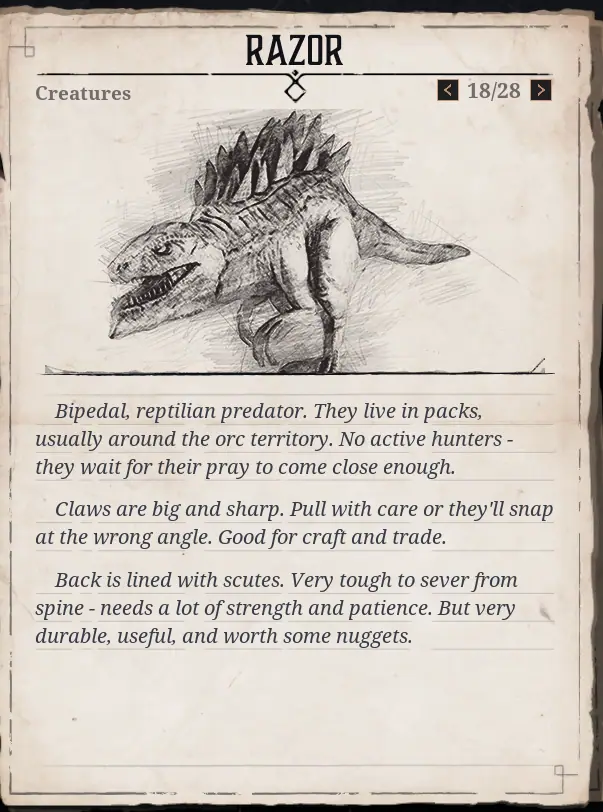 RAZOR
Creatures
< 18/28 >
Bipedal, reptilian predator. They live in packs,
usually around the orc territory. No active hunters -
they wait for their pray to come close enough.
Claws are big and sharp. Pull with care or they'll snap
at the wrong angle. Good for craft and trade.
Back is lined with scutes. Very tough to sever from
spine - needs a lot of strength and patience. But very
durable, useful, and worth some nuggets.